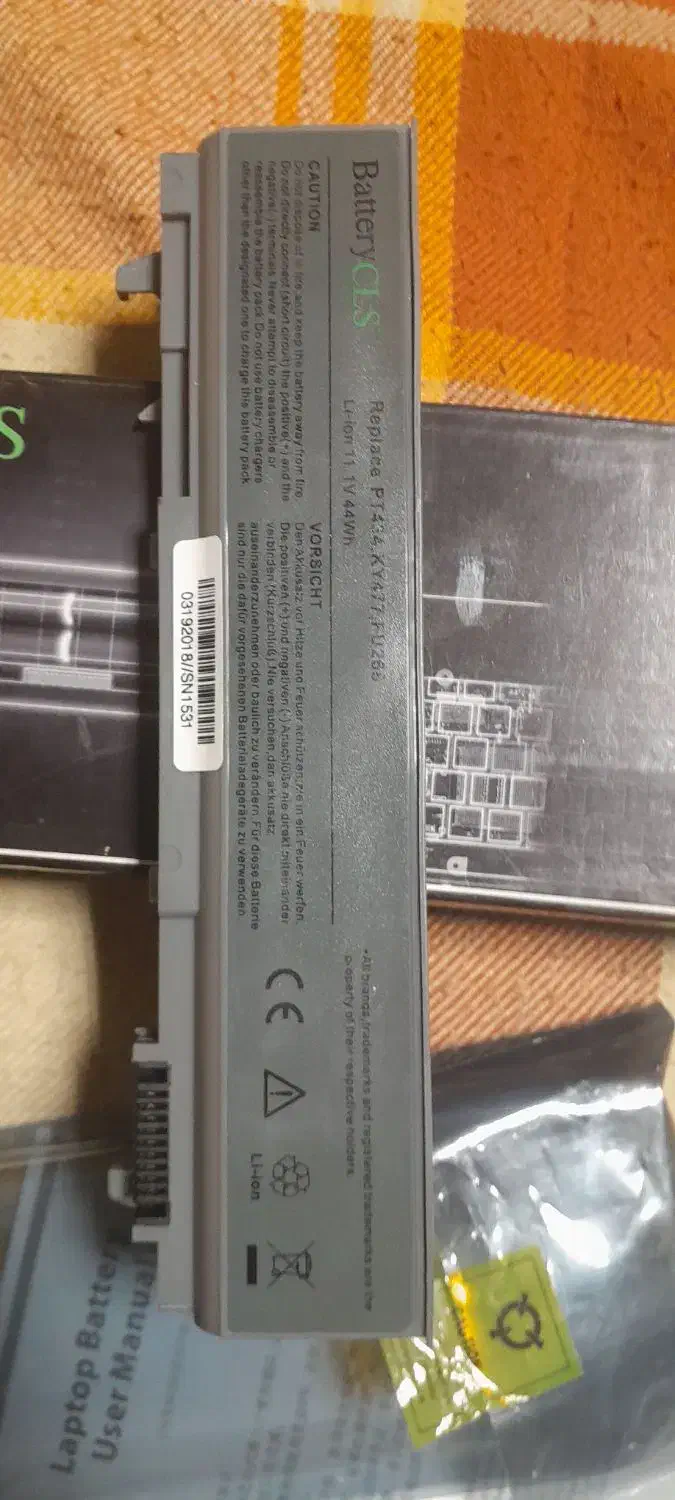 BatteryCLS
Replace PT434,KY477,PU268
Li-ion 11.1V 44Wh
*All brands,trademarks and registered trademarks are the
property of their respective holders.
CAUTION
Do not dispose of in fire,and keep the battery away from fire.
Do not directly connect (short circuit) the positive(+) and the
negative(-) terminals. Never attempt to disassemble or
reassemble the battery pack. Do not use battery chargers
other than the designated one to charge this battery pack.
VORSICHT
Den Akkusatz vor Hitze und Feuer schützen,nie in ein Feuer werfen.
Die positiven (+) und negativen (-) Anschlüße nie direkt miteinander
verbinden (Kurzschluß).Nie versuchen,dan akkusatz
auseinanderzunehmen oder baulich zu verändern. Für diese Batterie
sind nur die dafür vorgesehenen Batterieladegeräte zu verwenden.
CE
Li-ion
03192018//SN1531
S
Laptop Batter
User Manual